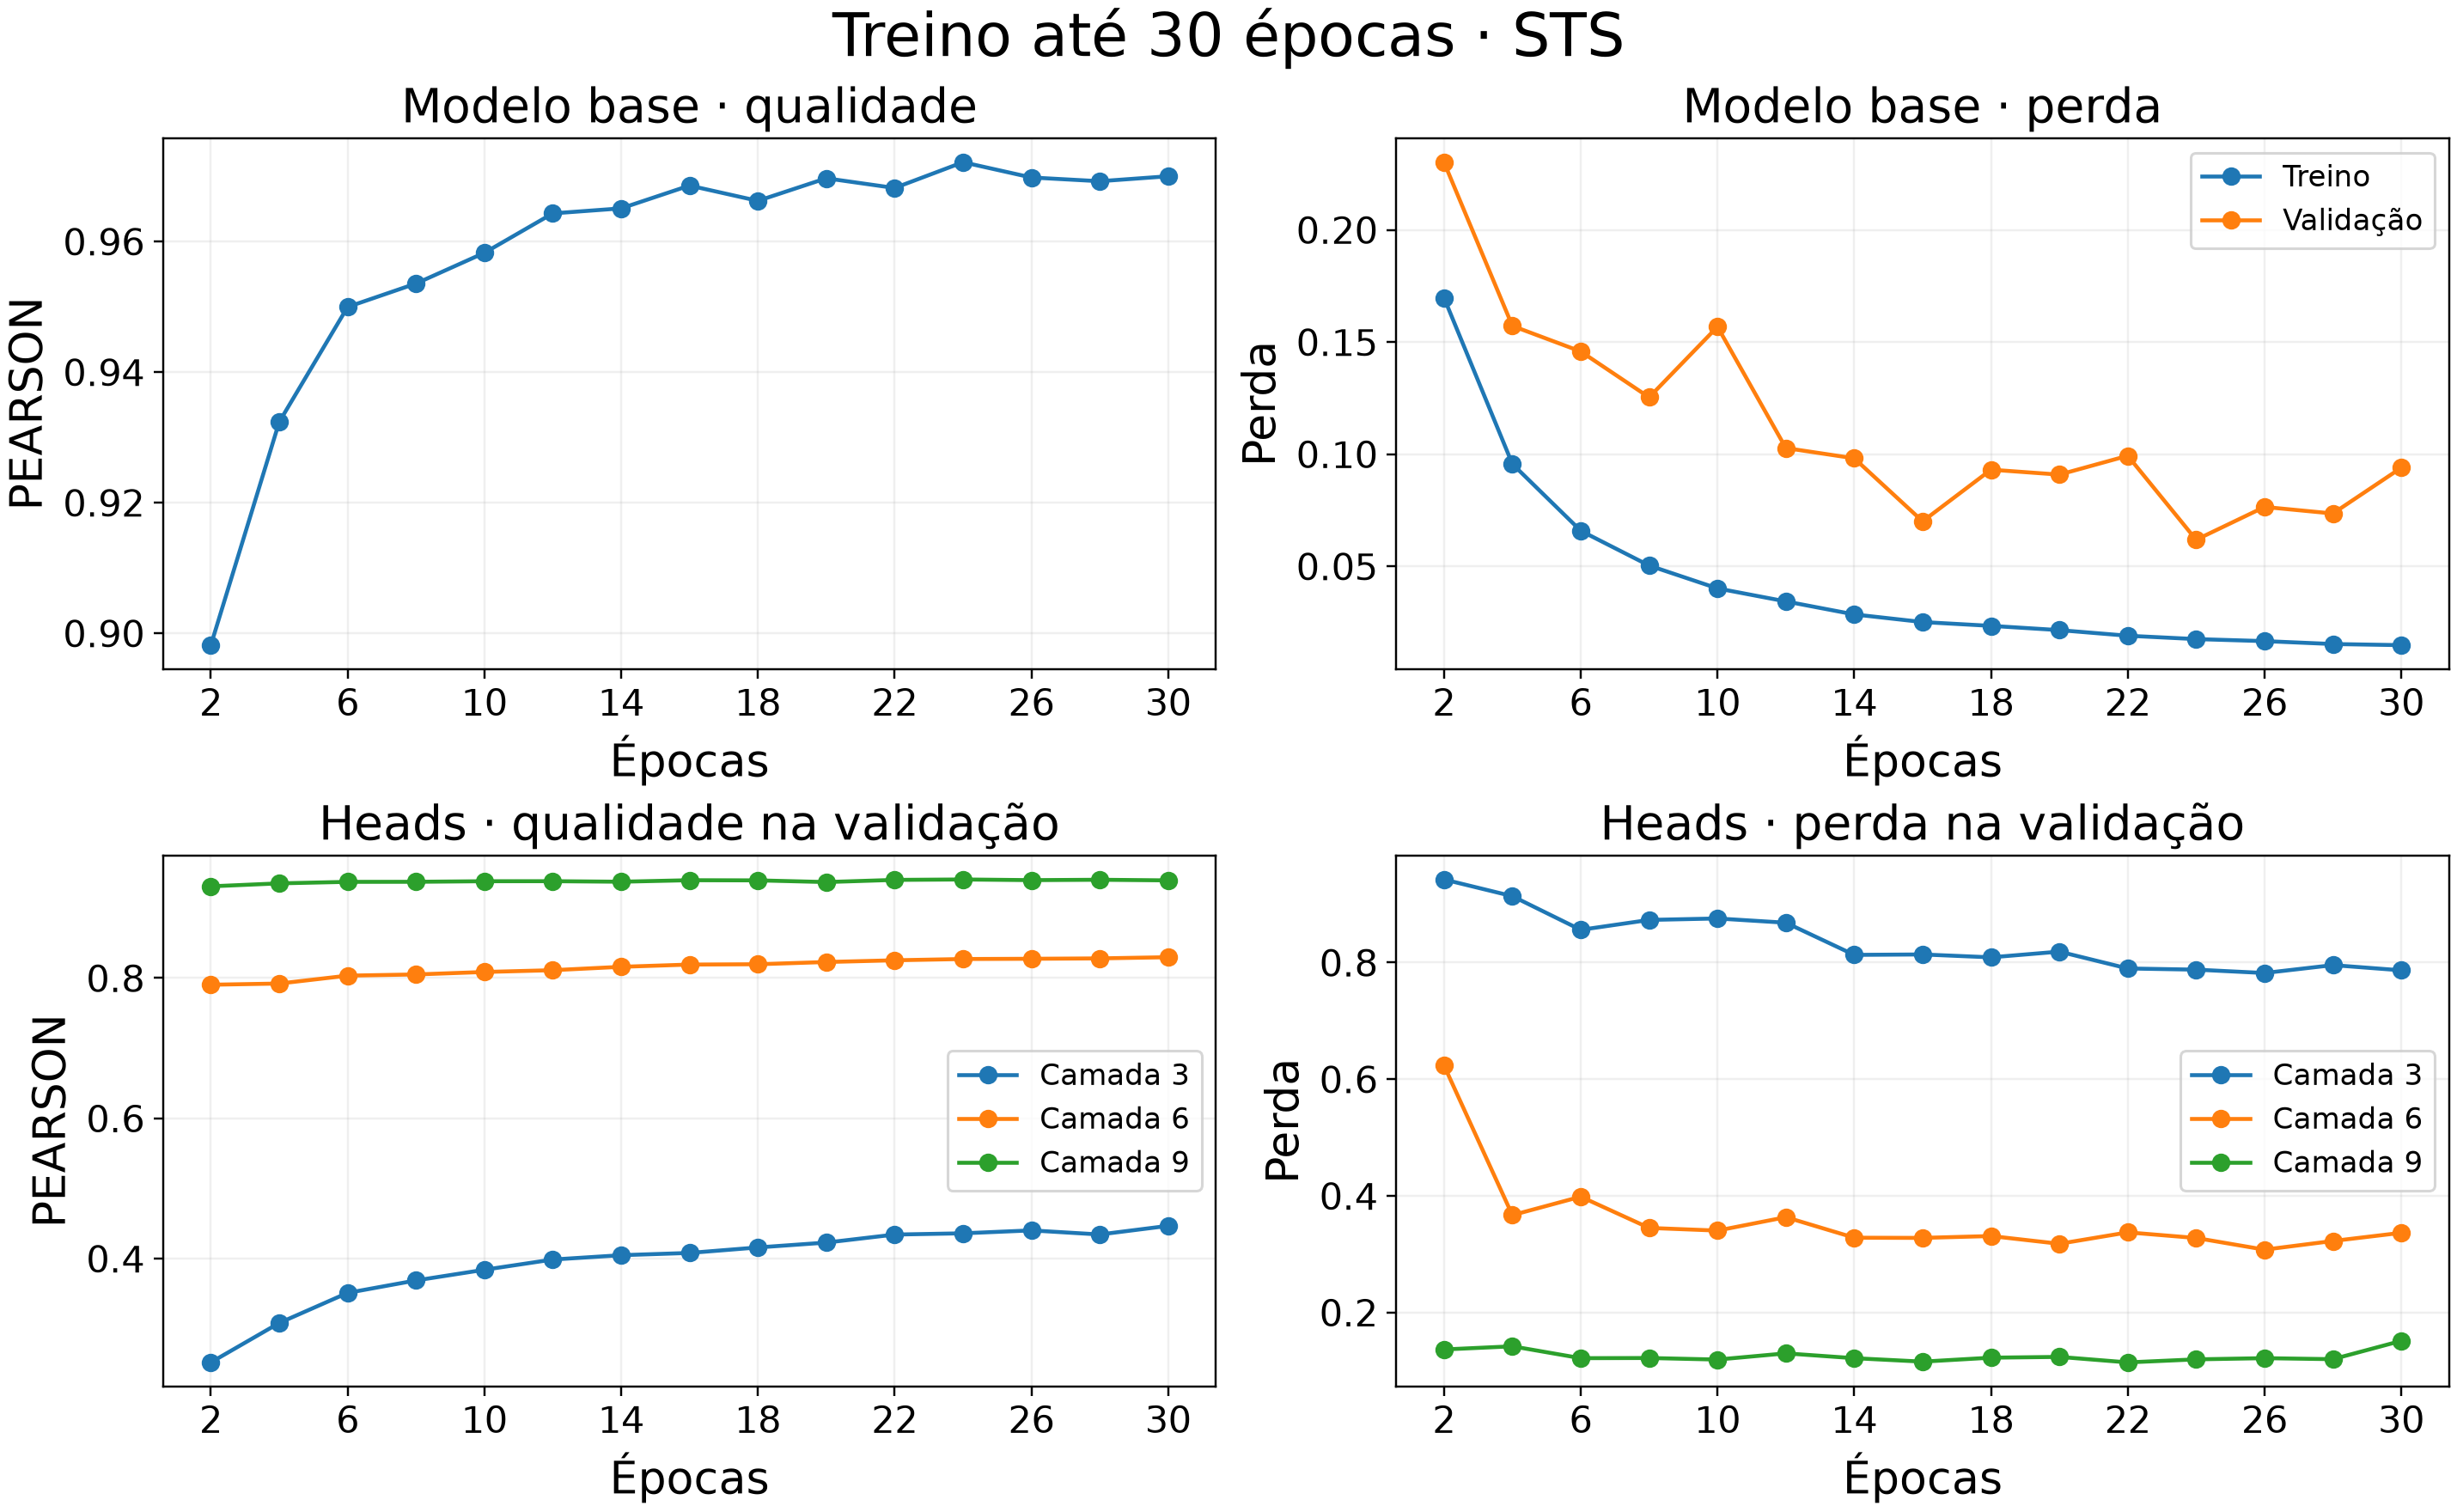 Treino até 30 épocas · STS
Modelo base · qualidade
PEARSON
0.96
0.94
0.92
0.90
2 6 10 14 18 22 26 30
Épocas
Modelo base · perda
Perda
0.20
0.15
0.10
0.05
Treino
Validação
2 6 10 14 18 22 26 30
Épocas
Heads · qualidade na validação
PEARSON
0.8
0.6
0.4
Camada 3
Camada 6
Camada 9
2 6 10 14 18 22 26 30
Épocas
Heads · perda na validação
Perda
0.8
0.6
0.4
0.2
Camada 3
Camada 6
Camada 9
2 6 10 14 18 22 26 30
Épocas